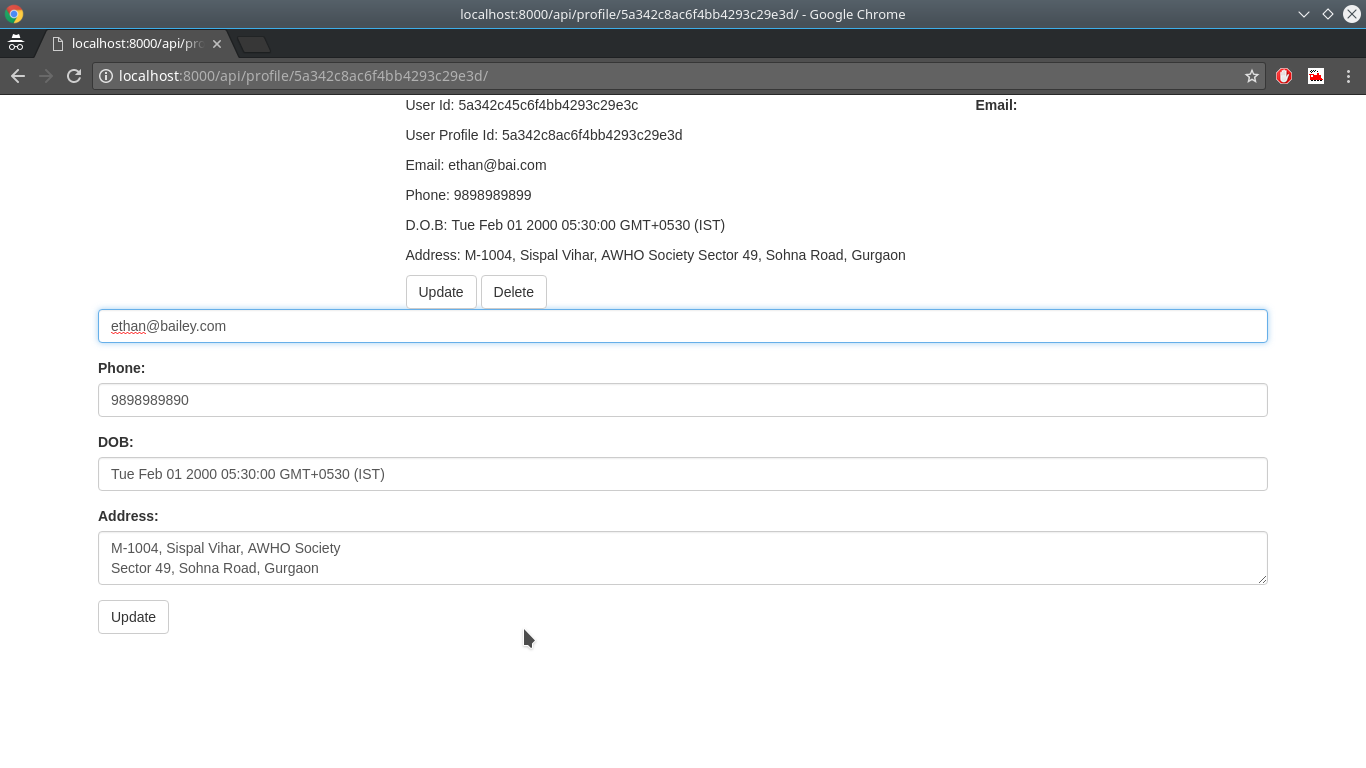 localhost:8000/api/profile/5a342c8ac6f4bb4293c29e3d/ - Google Chrome
localhost:8000/api/pro
localhost:8000/api/profile/5a342c8ac6f4bb4293c29e3d/
User Id: 5a342c45c6f4bb4293c29e3c
Email:
User Profile Id: 5a342c8ac6f4bb4293c29e3d
Email: ethan@bai.com
Phone: 9898989899
D.O.B: Tue Feb 01 2000 05:30:00 GMT+0530 (IST)
Address: M-1004, Sispal Vihar, AWHO Society Sector 49, Sohna Road, Gurgaon
Update Delete
ethan@bailey.com
Phone:
9898989890
DOB:
Tue Feb 01 2000 05:30:00 GMT+0530 (IST)
Address:
M-1004, Sispal Vihar, AWHO Society
Sector 49, Sohna Road, Gurgaon
Update